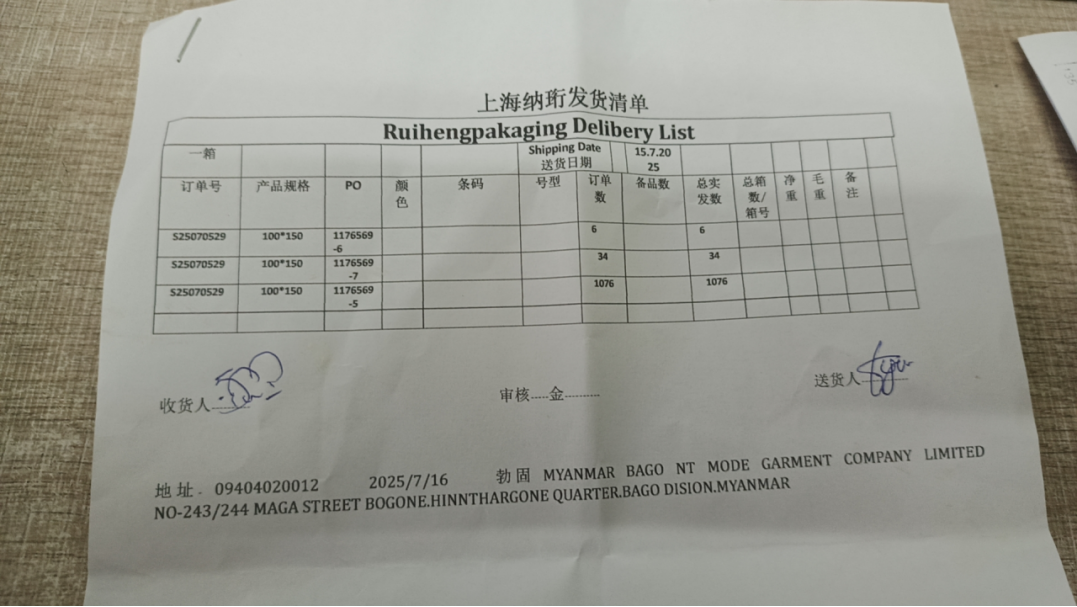 上海纳珩发货清单
Ruihengpakaging Delibery List
一箱 Shipping Date 送货日期 15.7.2025
订单号 产品规格 PO 颜色 条码 号型 订单数 备品数 总实发数 总箱数/箱号 净重 毛重 备注
S25070529 100*150 1176569-6 6 6
S25070529 100*150 1176569-7 34 34
S25070529 100*150 1176569-5 1076 1076
收货人 审核.....金......... 送货人
地址. 09404020012 2025/7/16 勃固 MYANMAR BAGO NT MODE GARMENT COMPANY LIMITED
NO-243/244 MAGA STREET BOGONE.HINNTHARGONE QUARTER.BAGO DISION.MYANMAR